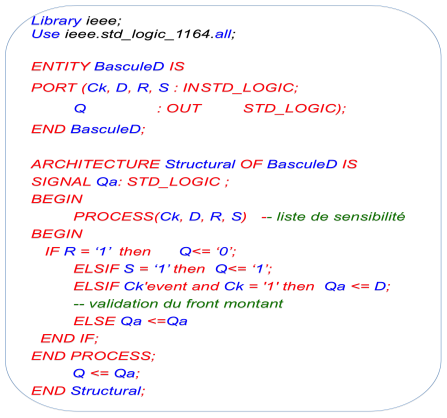 Library ieee;
Use ieee.std_logic_1164.all;
ENTITY BasculeD IS
PORT (Ck, D, R, S : INSTD_LOGIC;
Q : OUT STD_LOGIC);
END BasculeD;
ARCHITECTURE Structural OF BasculeD IS
SIGNAL Qa: STD_LOGIC ;
BEGIN
PROCESS(Ck, D, R, S) -- liste de sensibilité
BEGIN
IF R = ‘1’ then Q<= ‘0’;
ELSIF S = ‘1’ then Q<= ‘1’;
ELSIF Ck'event and Ck = '1' then Qa <= D;
-- validation du front montant
ELSE Qa <=Qa
END IF;
END PROCESS;
Q <= Qa;
END Structural;